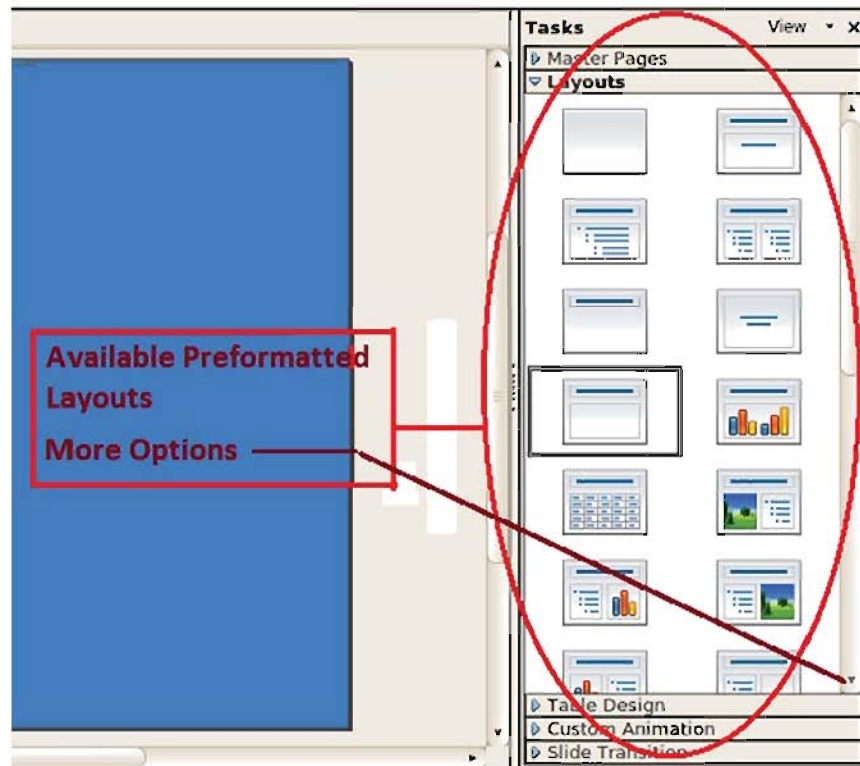 Tasks View
Master Pages
Layouts
Available Preformatted
Layouts
More Options
Table Design
Custom Animation
Slide Transition